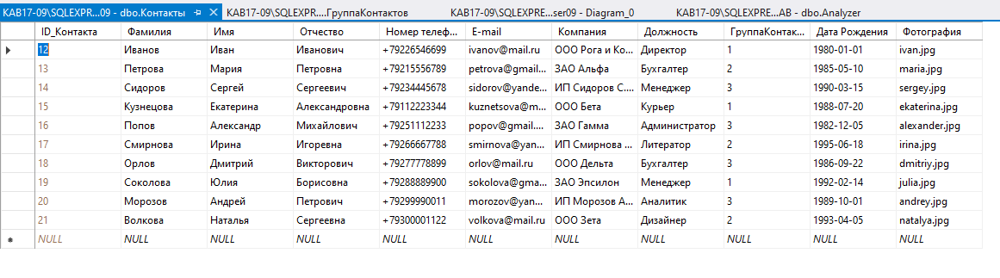 KAB17-09\SQLEXPR...09 - dbo.Контакты KAB17-09\SQLEXPR....ГруппаКонтактов KAB17-09\SQLEXPRE...ser09 - Diagram_0 KAB17-09\SQLEXPRE...AB - dbo.Analyzer
ID_Контакта Фамилия Имя Отчество Номер телеф... E-mail Компания Должность ГруппаКонтак... Дата Рождения Фотография
12 Иванов Иван Иванович +79226546699 ivanov@mail.ru ООО Рога и Ко... Директор 1 1980-01-01 ivan.jpg
13 Петрова Мария Петровна +79215556789 petrova@gmail... ЗАО Альфа Бухгалтер 2 1985-05-10 maria.jpg
14 Сидоров Сергей Сергеевич +79234445678 sidorov@yande... ИП Сидоров С.... Менеджер 3 1990-03-15 sergey.jpg
15 Кузнецова Екатерина Александровна +79112223344 kuznetsova@m... ООО Бета Курьер 1 1988-07-20 ekaterina.jpg
16 Попов Александр Михайлович +79251112233 popov@gmail.... ЗАО Гамма Администратор 3 1982-12-05 alexander.jpg
17 Смирнова Ирина Игоревна +79266667788 smirnova@yan... ИП Смирнова ... Литератор 2 1995-06-18 irina.jpg
18 Орлов Дмитрий Викторович +79277778899 orlov@mail.ru ООО Дельта Бухгалтер 3 1986-09-22 dmitriy.jpg
19 Соколова Юлия Борисовна +79288889900 sokolova@gma... ЗАО Эпсилон Менеджер 1 1992-02-14 julia.jpg
20 Морозов Андрей Петрович +79299990011 morozov@yan... ИП Морозов А... Аналитик 3 1989-10-01 andrey.jpg
21 Волкова Наталья Сергеевна +79300001122 volkova@mail.ru ООО Зета Дизайнер 2 1993-04-05 natalya.jpg
NULL NULL NULL NULL NULL NULL NULL NULL NULL NULL NULL